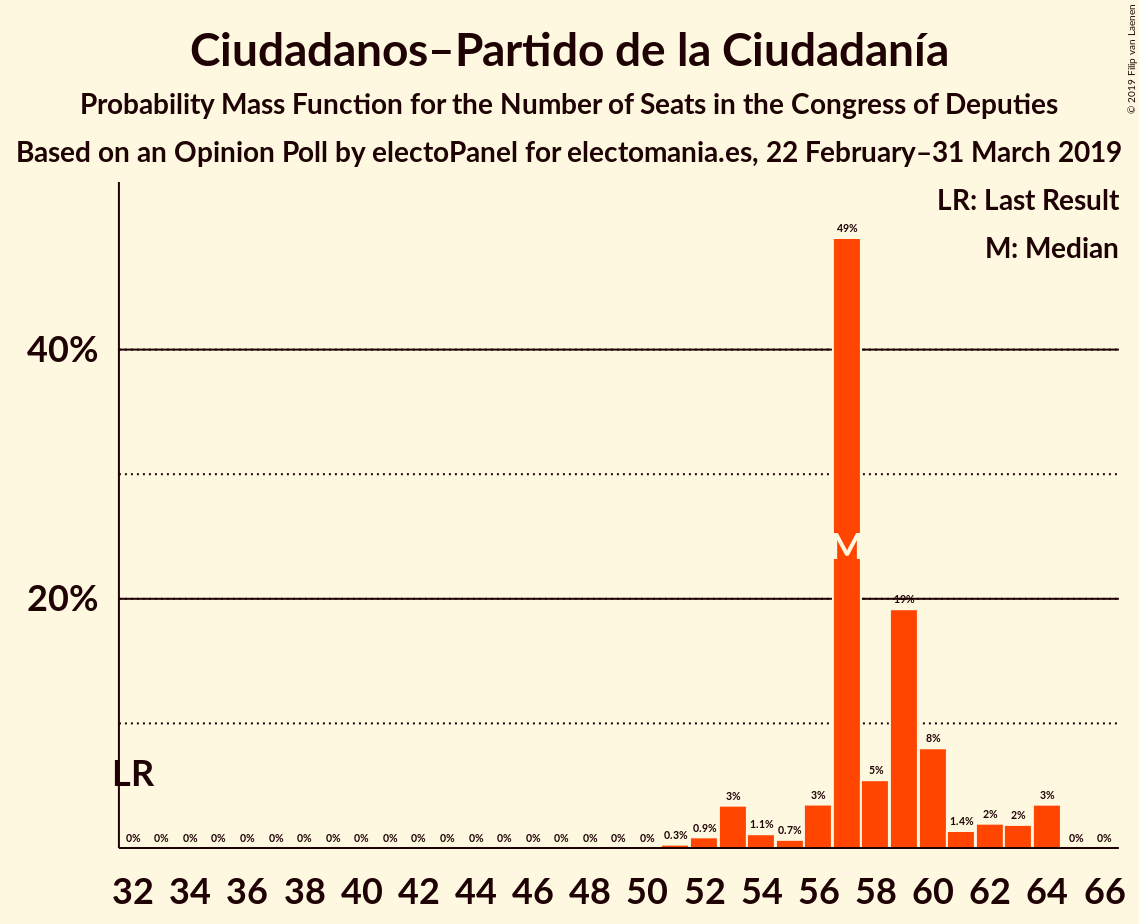 Ciudadanos–Partido de la Ciudadanía
Probability Mass Function for the Number of Seats in the Congress of Deputies
Based on an Opinion Poll by electoPanel for electomania.es, 22 February–31 March 2019
© 2019 Filip van Laenen
LR: Last Result
M: Median
49%
40%
M
20%
19%
8%
5%
LR
3% 3% 3%
0% 0% 0% 0% 0% 0% 0% 0% 0% 0% 0% 0% 0% 0% 0% 0% 0% 0% 0% 0.3% 0.9% 1.1% 0.7% 1.4% 2% 2% 0% 0%
32 34 36 38 40 42 44 46 48 50 52 54 56 58 60 62 64 66